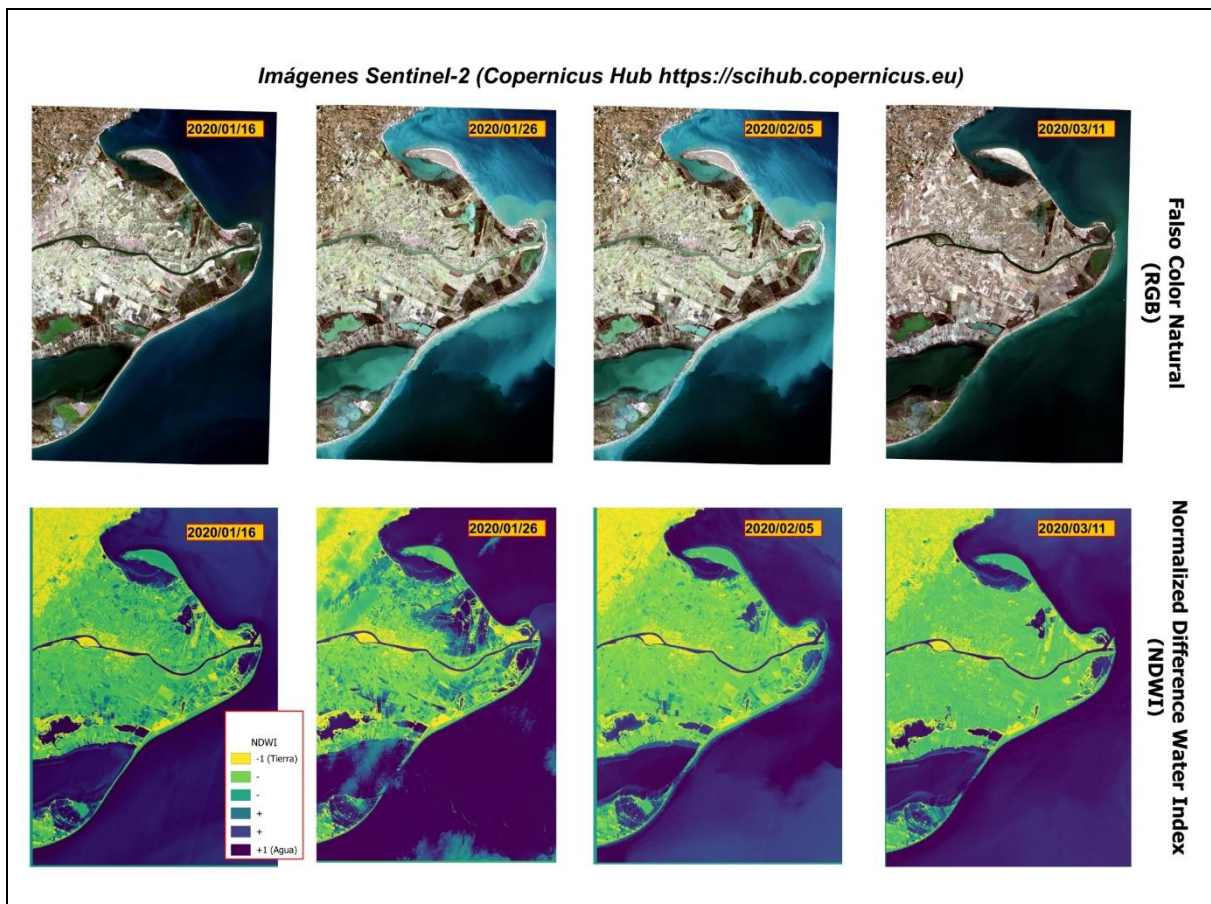 Imágenes Sentinel-2 (Copernicus Hub https://scihub.copernicus.eu)
2020/01/16
2020/01/26
2020/02/05
2020/03/11
Falso Color Natural
(RGB)
2020/01/16
2020/01/26
2020/02/05
2020/03/11
Normalized Difference Water Index
(NDWI)
NDWI
-1 (Tierra)
-
-
+
+
+1 (Agua)